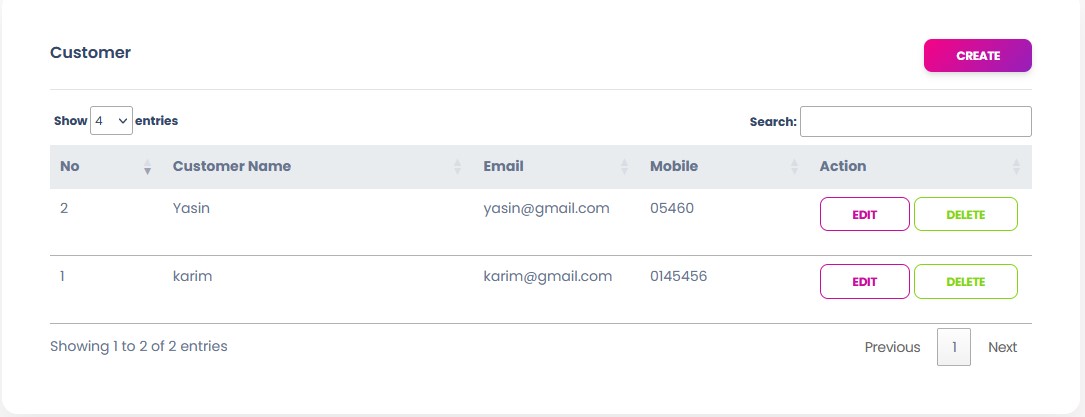 Customer CREATE
Show 4 entries Search:
No Customer Name Email Mobile Action
2 Yasin yasin@gmail.com 05460 EDIT DELETE
1 karim karim@gmail.com 0145456 EDIT DELETE
Showing 1 to 2 of 2 entries Previous 1 Next